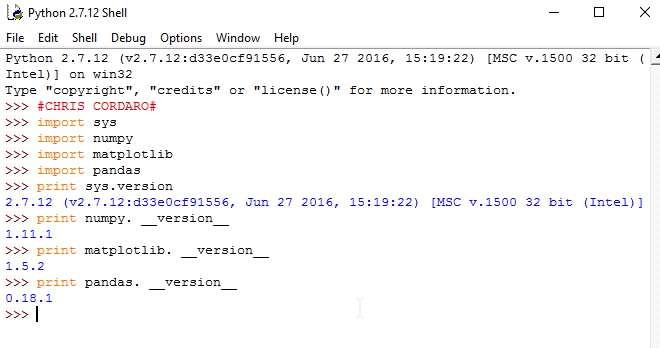 Python 2.7.12 Shell
File Edit Shell Debug Options Window Help
Python 2.7.12 (v2.7.12:d33e0cf91556, Jun 27 2016, 15:19:22) [MSC v.1500 32 bit (
Intel)] on win32
Type "copyright", "credits" or "license()" for more information.
>>> #CHRIS CORDARO#
>>> import sys
>>> import numpy
>>> import matplotlib
>>> import pandas
>>> print sys.version
2.7.12 (v2.7.12:d33e0cf91556, Jun 27 2016, 15:19:22) [MSC v.1500 32 bit (Intel)]
>>> print numpy. __version__
1.11.1
>>> print matplotlib. __version__
1.5.2
>>> print pandas. __version__
0.18.1
>>>